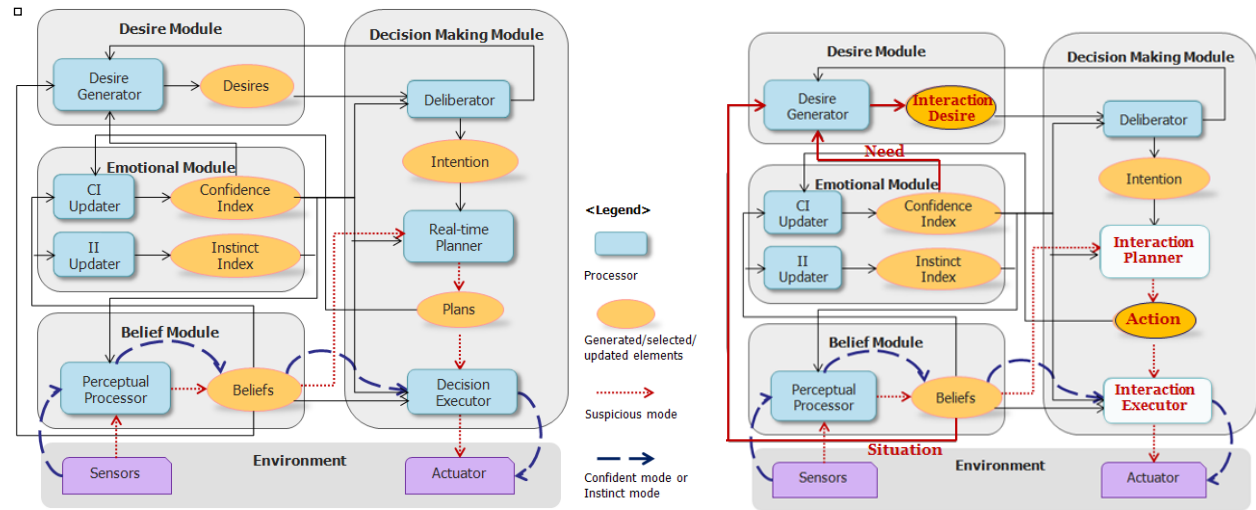 Desire Module
Decision Making Module
Desire
Generator
Desires
Deliberator
Emotional Module
Intention
CI
Updater
Confidence
Index
II
Updater
Instinct
Index
Real-time
Planner
Plans
Belief Module
Perceptual
Processor
Beliefs
Decision
Executor
Environment
Sensors
Actuator
<Legend>
Processor
Generated/selected/
updated elements
Suspicious mode
Confident mode or
Instinct mode
Desire Module
Decision Making Module
Desire
Generator
Interaction
Desire
Deliberator
Need
Emotional Module
Intention
CI
Updater
Confidence
Index
II
Updater
Instinct
Index
Interaction
Planner
Action
Belief Module
Perceptual
Processor
Beliefs
Interaction
Executor
Situation
Environment
Sensors
Actuator